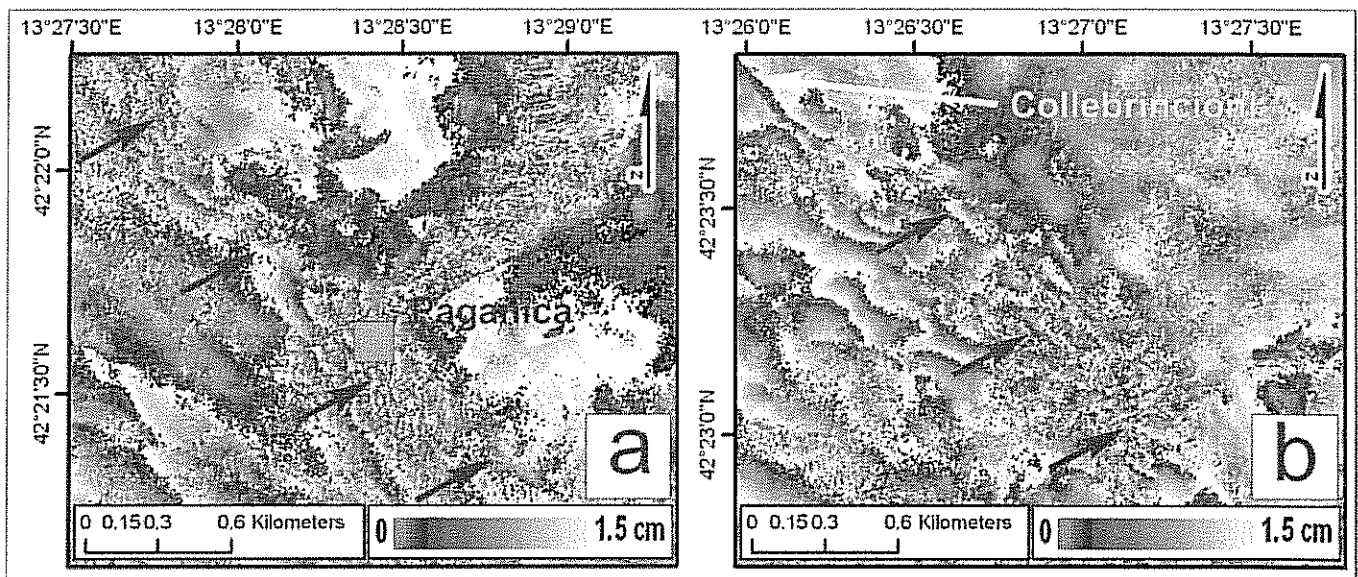 13°27'30"E 13°28'0"E 13°28'30"E 13°29'0"E
42°22'0"N
42°21'30"N
Paganica
N
a
0 0,15 0,3 0,6 Kilometers
0 1.5 cm
13°26'0"E 13°26'30"E 13°27'0"E 13°27'30"E
42°23'30"N
42°23'0"N
Collebrincioni
N
b
0 0,15 0,3 0,6 Kilometers
0 1.5 cm